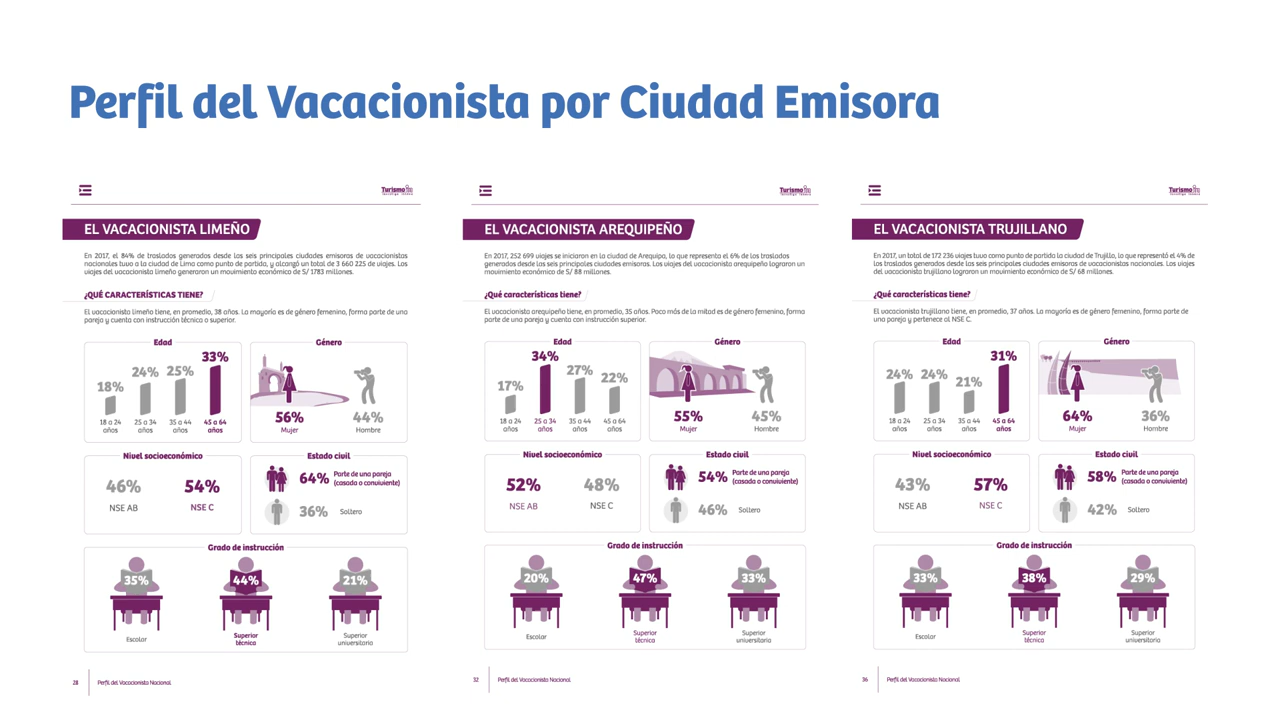 Perfil del Vacacionista por Ciudad Emisora
Turismo
EL VACACIONISTA LIMEÑO
En 2017, el 84% de traslados generados desde las seis principales ciudades emisoras de vacacionistas
nacionales tuvo a la ciudad de Lima como punto de partida, y alcanzó un total de 3 660 225 de viajes. Los
viajes del vacacionista limeño generaron un movimiento económico de S/ 1783 millones.
¿QUÉ CARACTERÍSTICAS TIENE?
El vacacionista limeño tiene, en promedio, 38 años. La mayoría es de género femenino, forma parte de una
pareja y cuenta con instrucción técnica o superior.
Edad
18%
24%
25%
33%
18 a 24
años
25 a 34
años
35 a 44
años
45 a 64
años
Género
56%
Mujer
44%
Hombre
Nivel socioeconómico
46%
NSE AB
54%
NSE C
Estado civil
64%
Parte de una pareja
(casada o conviviente)
36%
Soltero
Grado de instrucción
35%
Escolar
44%
Superior
técnica
21%
Superior
universitaria
28
Perfil del Vacacionista Nacional
Turismo
EL VACACIONISTA AREQUIPEÑO
En 2017, 252 699 viajes se iniciaron en la ciudad de Arequipa, lo que representa el 6% de los traslados
generados desde las seis principales ciudades emisoras. Los viajes del vacacionista arequipeño lograron un
movimiento económico de S/ 88 millones.
¿Qué características tiene?
El vacacionista arequipeño tiene, en promedio, 35 años. Poco más de la mitad es de género femenino, forma
parte de una pareja y cuenta con instrucción superior.
Edad
17%
34%
27%
22%
18 a 24
años
25 a 34
años
35 a 44
años
45 a 64
años
Género
55%
Mujer
45%
Hombre
Nivel socioeconómico
52%
NSE AB
48%
NSE C
Estado civil
54%
Parte de una pareja
(casada o conviviente)
46%
Soltero
Grado de instrucción
20%
Escolar
47%
Superior
técnica
33%
Superior
universitaria
32
Perfil del Vacacionista Nacional
Turismo
EL VACACIONISTA TRUJILLANO
En 2017, un total de 172 236 viajes tuvo como punto de partida la ciudad de Trujillo, lo que representó el 4% de
los traslados generados desde las seis principales ciudades emisoras de vacacionistas nacionales. Los viajes
del vacacionista trujillano lograron un movimiento económico de S/ 68 millones.
¿Qué características tiene?
El vacacionista trujillano tiene, en promedio, 37 años. La mayoría es de género femenino, forma parte de
una pareja y pertenece al NSE C.
Edad
24%
24%
21%
31%
18 a 24
años
25 a 34
años
35 a 44
años
45 a 64
años
Género
64%
Mujer
36%
Hombre
Nivel socioeconómico
43%
NSE AB
57%
NSE C
Estado civil
58%
Parte de una pareja
(casada o conviviente)
42%
Soltero
Grado de instrucción
33%
Escolar
38%
Superior
técnica
29%
Superior
universitaria
36
Perfil del Vacacionista Nacional